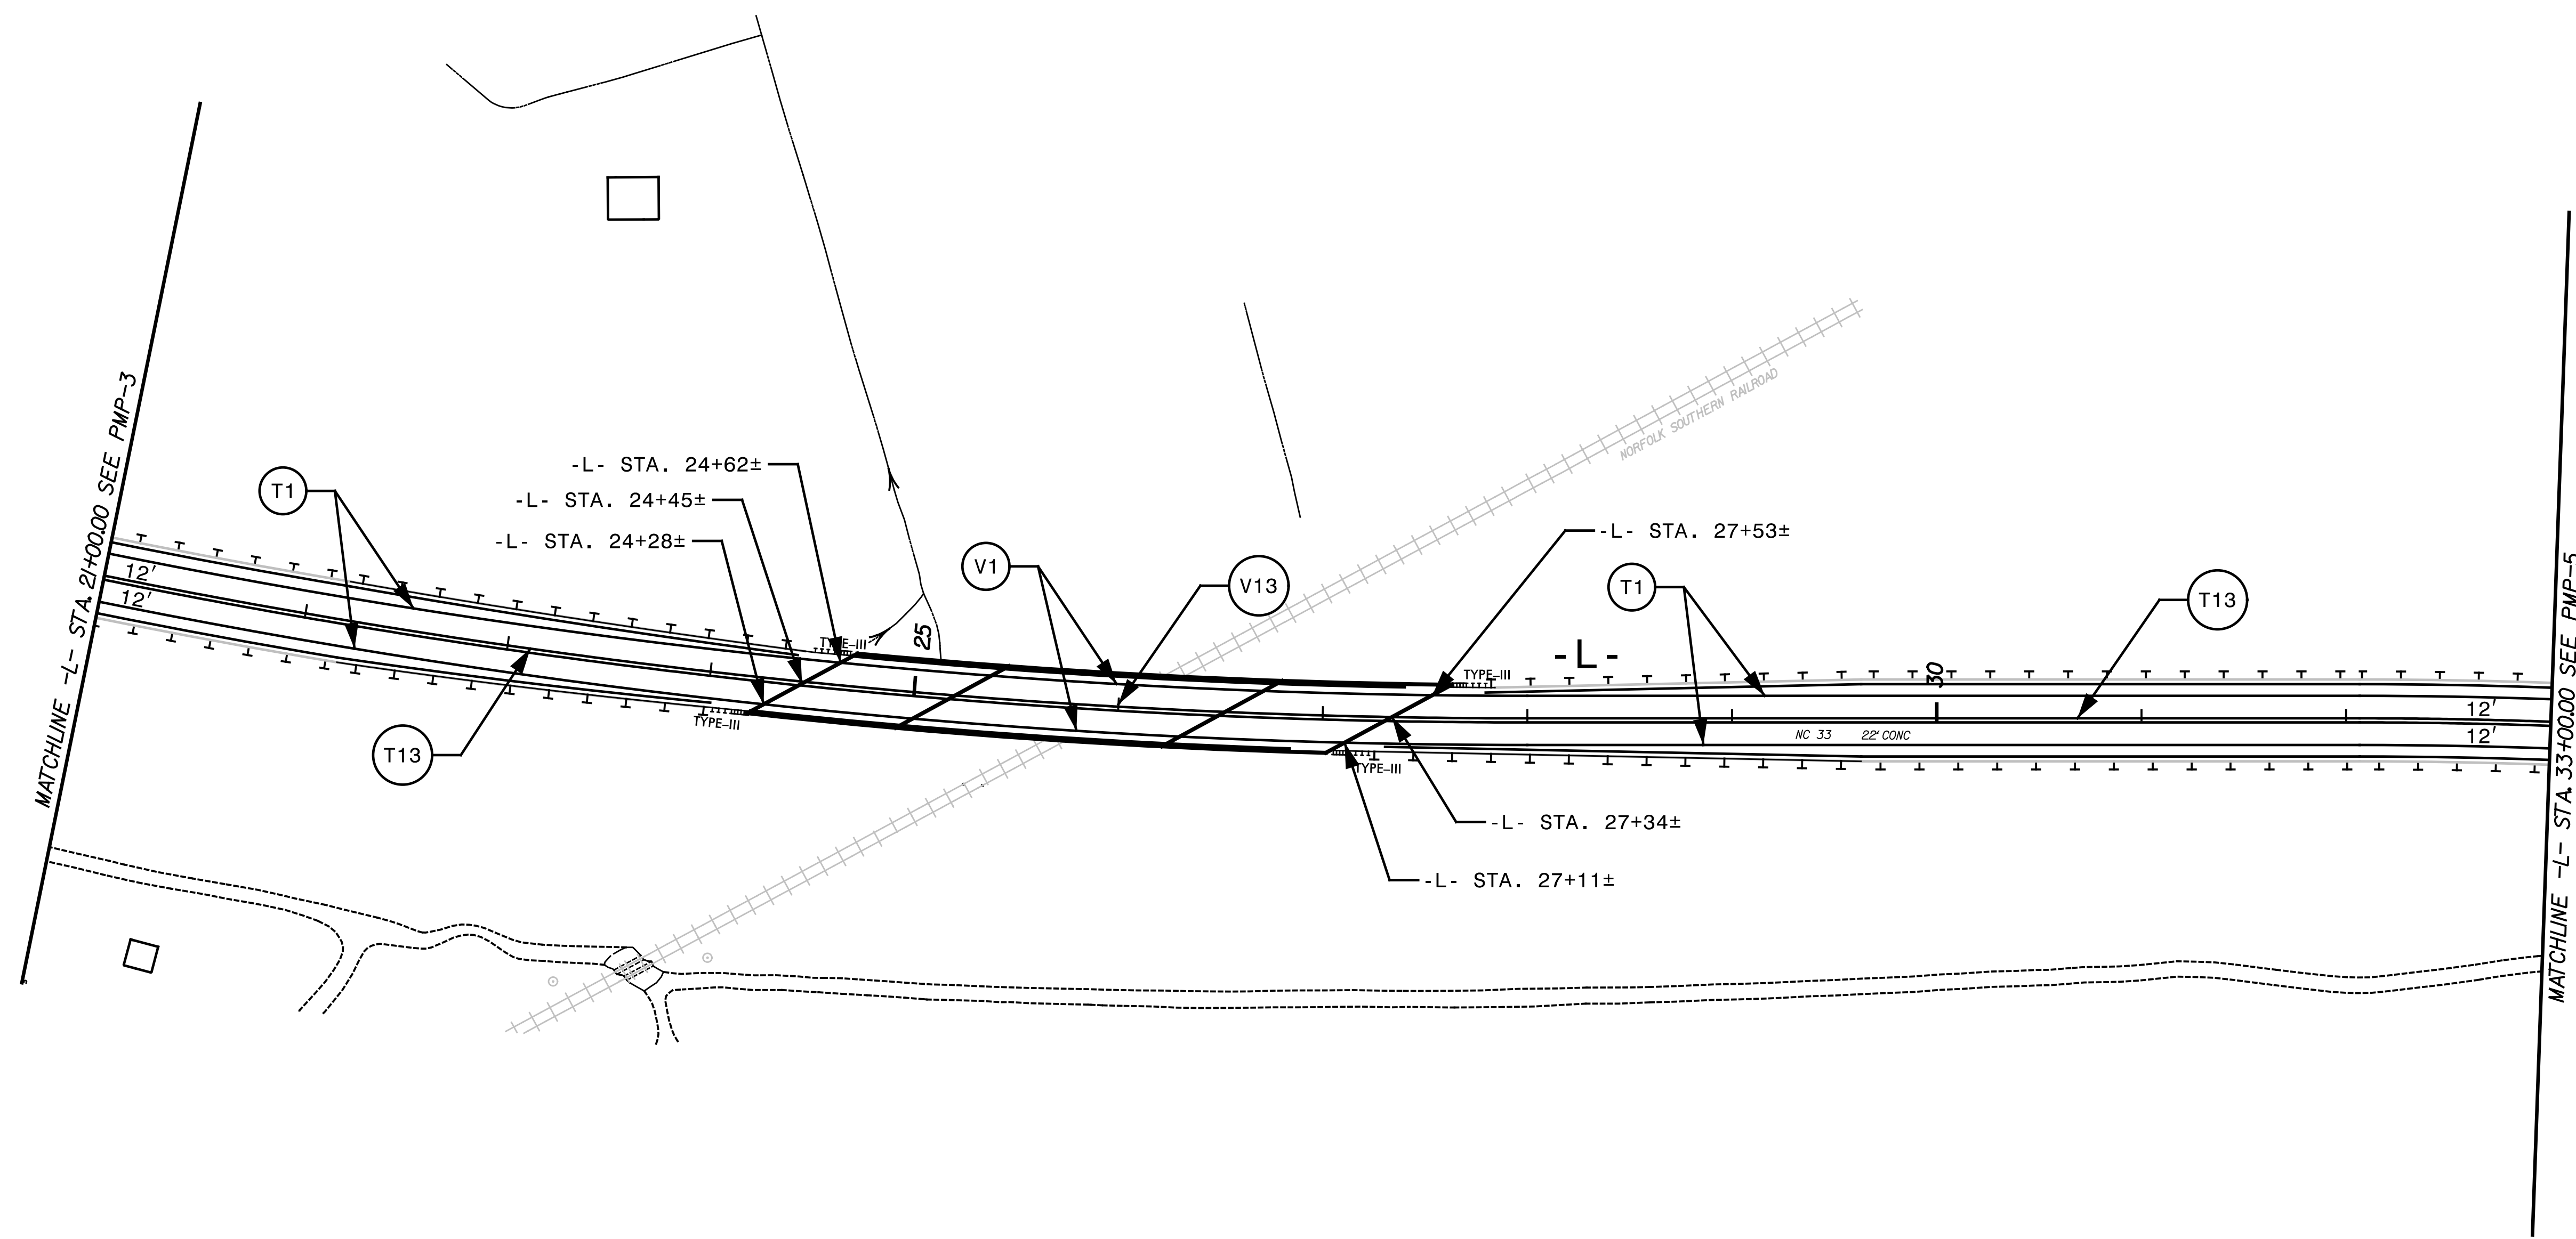 MATCHLINE -L- STA. 21+00.00 SEE PMP-3
T1
-L- STA. 24+62±
-L- STA. 24+45±
-L- STA. 24+28±
12'
12'
T13
TYPE-III
TYPE-III
25
V1
V13
NORFOLK SOUTHERN RAILROAD
-L- STA. 27+53±
-L-
T1
T13
TYPE-III
TYPE-III
30
NC 33 22' CONC
12'
12'
-L- STA. 27+34±
-L- STA. 27+11±
MATCHLINE -L- STA. 33+00.00 SEE PMP-5